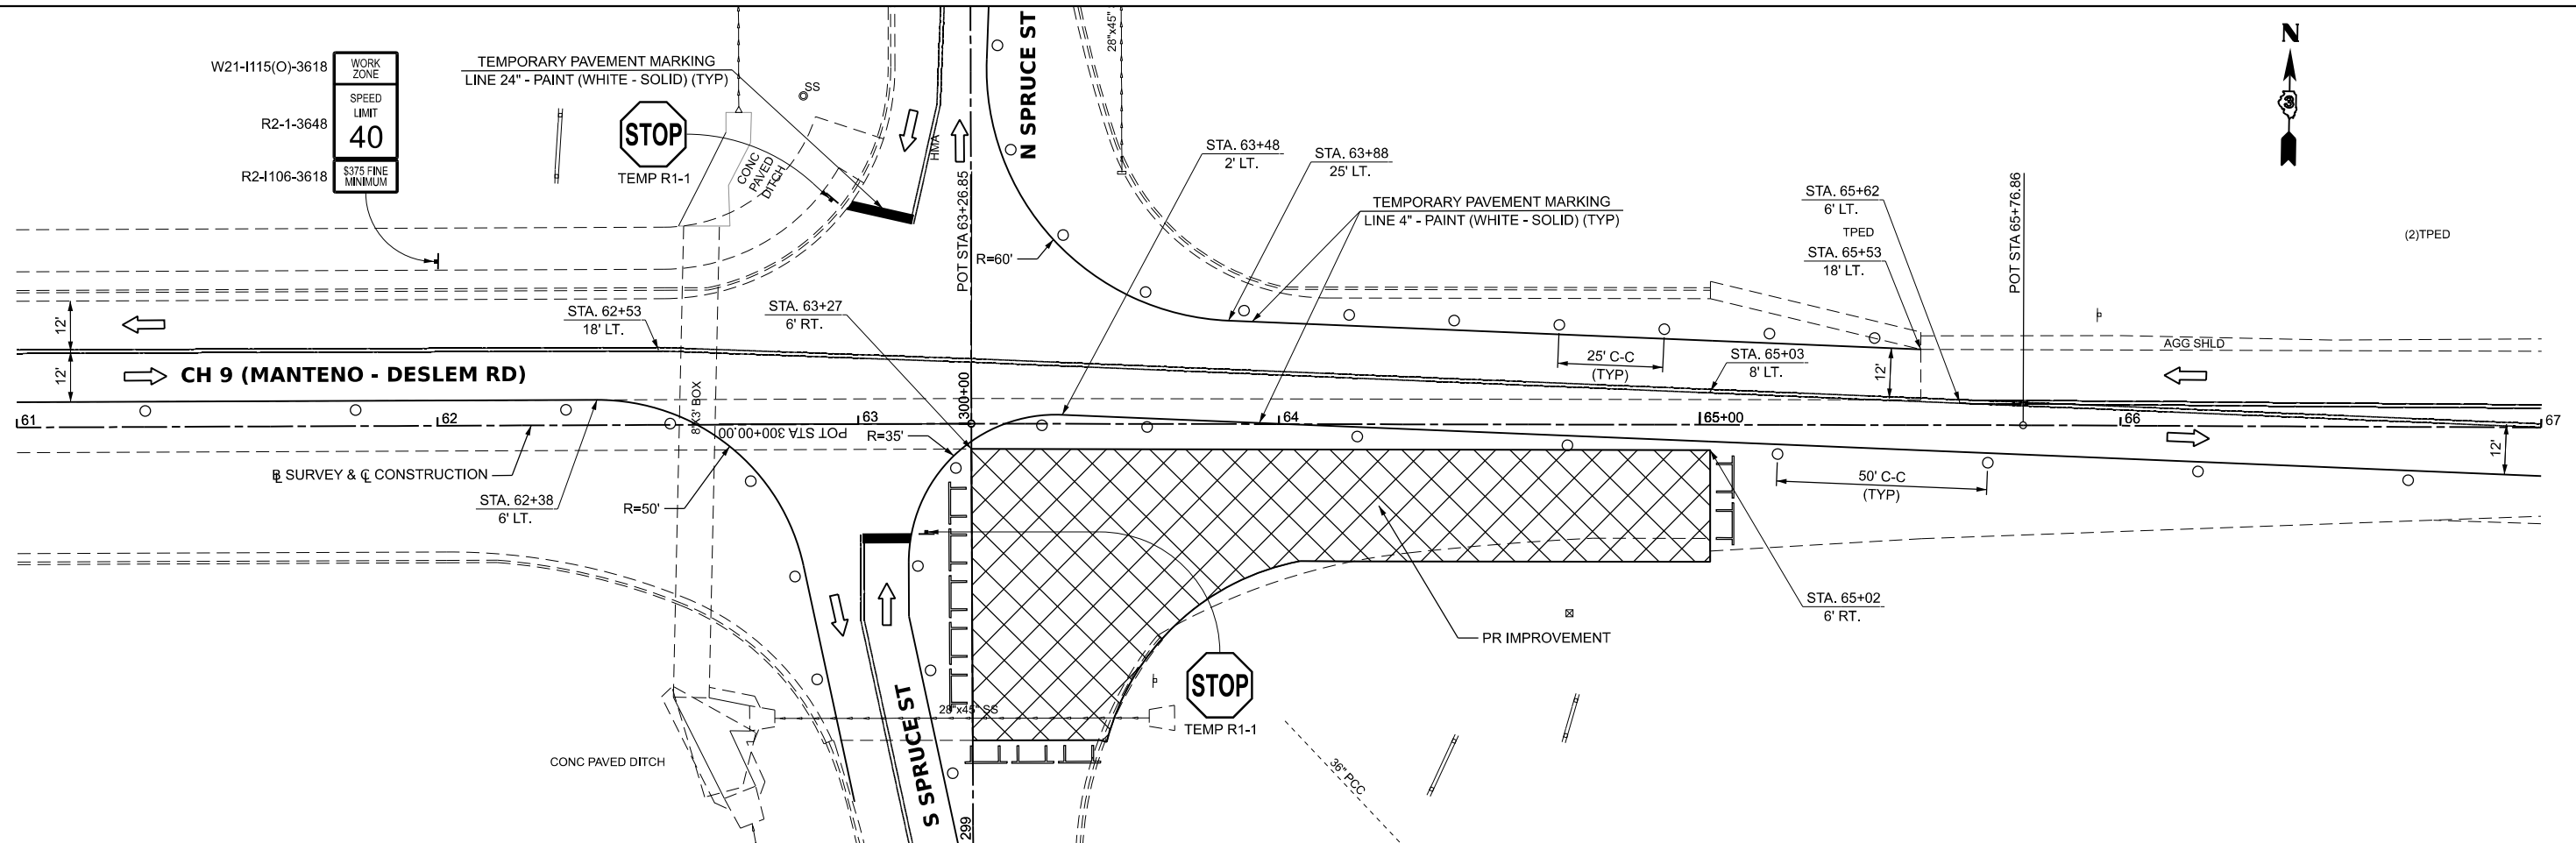 W21-I115(O)-3618
R2-1-3648
R2-I106-3618
WORK
ZONE
SPEED
LIMIT
40
$375 FINE
MINIMUM
TEMPORARY PAVEMENT MARKING
LINE 24" - PAINT (WHITE - SOLID) (TYP)
STOP
TEMP R1-1
SS
CONC
PAVED
DITCH
HMA
POT STA 63+26.85
N SPRUCE ST
28"x45"
R=60'
STA. 63+48
2' LT.
STA. 63+88
25' LT.
TEMPORARY PAVEMENT MARKING
LINE 4" - PAINT (WHITE - SOLID) (TYP)
STA. 65+62
6' LT.
TPED
STA. 65+53
18' LT.
POT STA 65+76.86
N
3
(2)TPED
AGG SHLD
12'
12'
STA. 62+53
18' LT.
STA. 63+27
6' RT.
25' C-C
(TYP)
STA. 65+03
8' LT.
12'
CH 9 (MANTENO - DESLEM RD)
8'X3' BOX
300+00
61
62
63
64
65+00
66
67
POT STA 300+00.00
R=35'
℄ SURVEY & ℄ CONSTRUCTION
STA. 62+38
6' LT.
R=50'
50' C-C
(TYP)
12'
STA. 65+02
6' RT.
PR IMPROVEMENT
STOP
TEMP R1-1
28"x45" SS
S SPRUCE ST
299
CONC PAVED DITCH
36" PCC